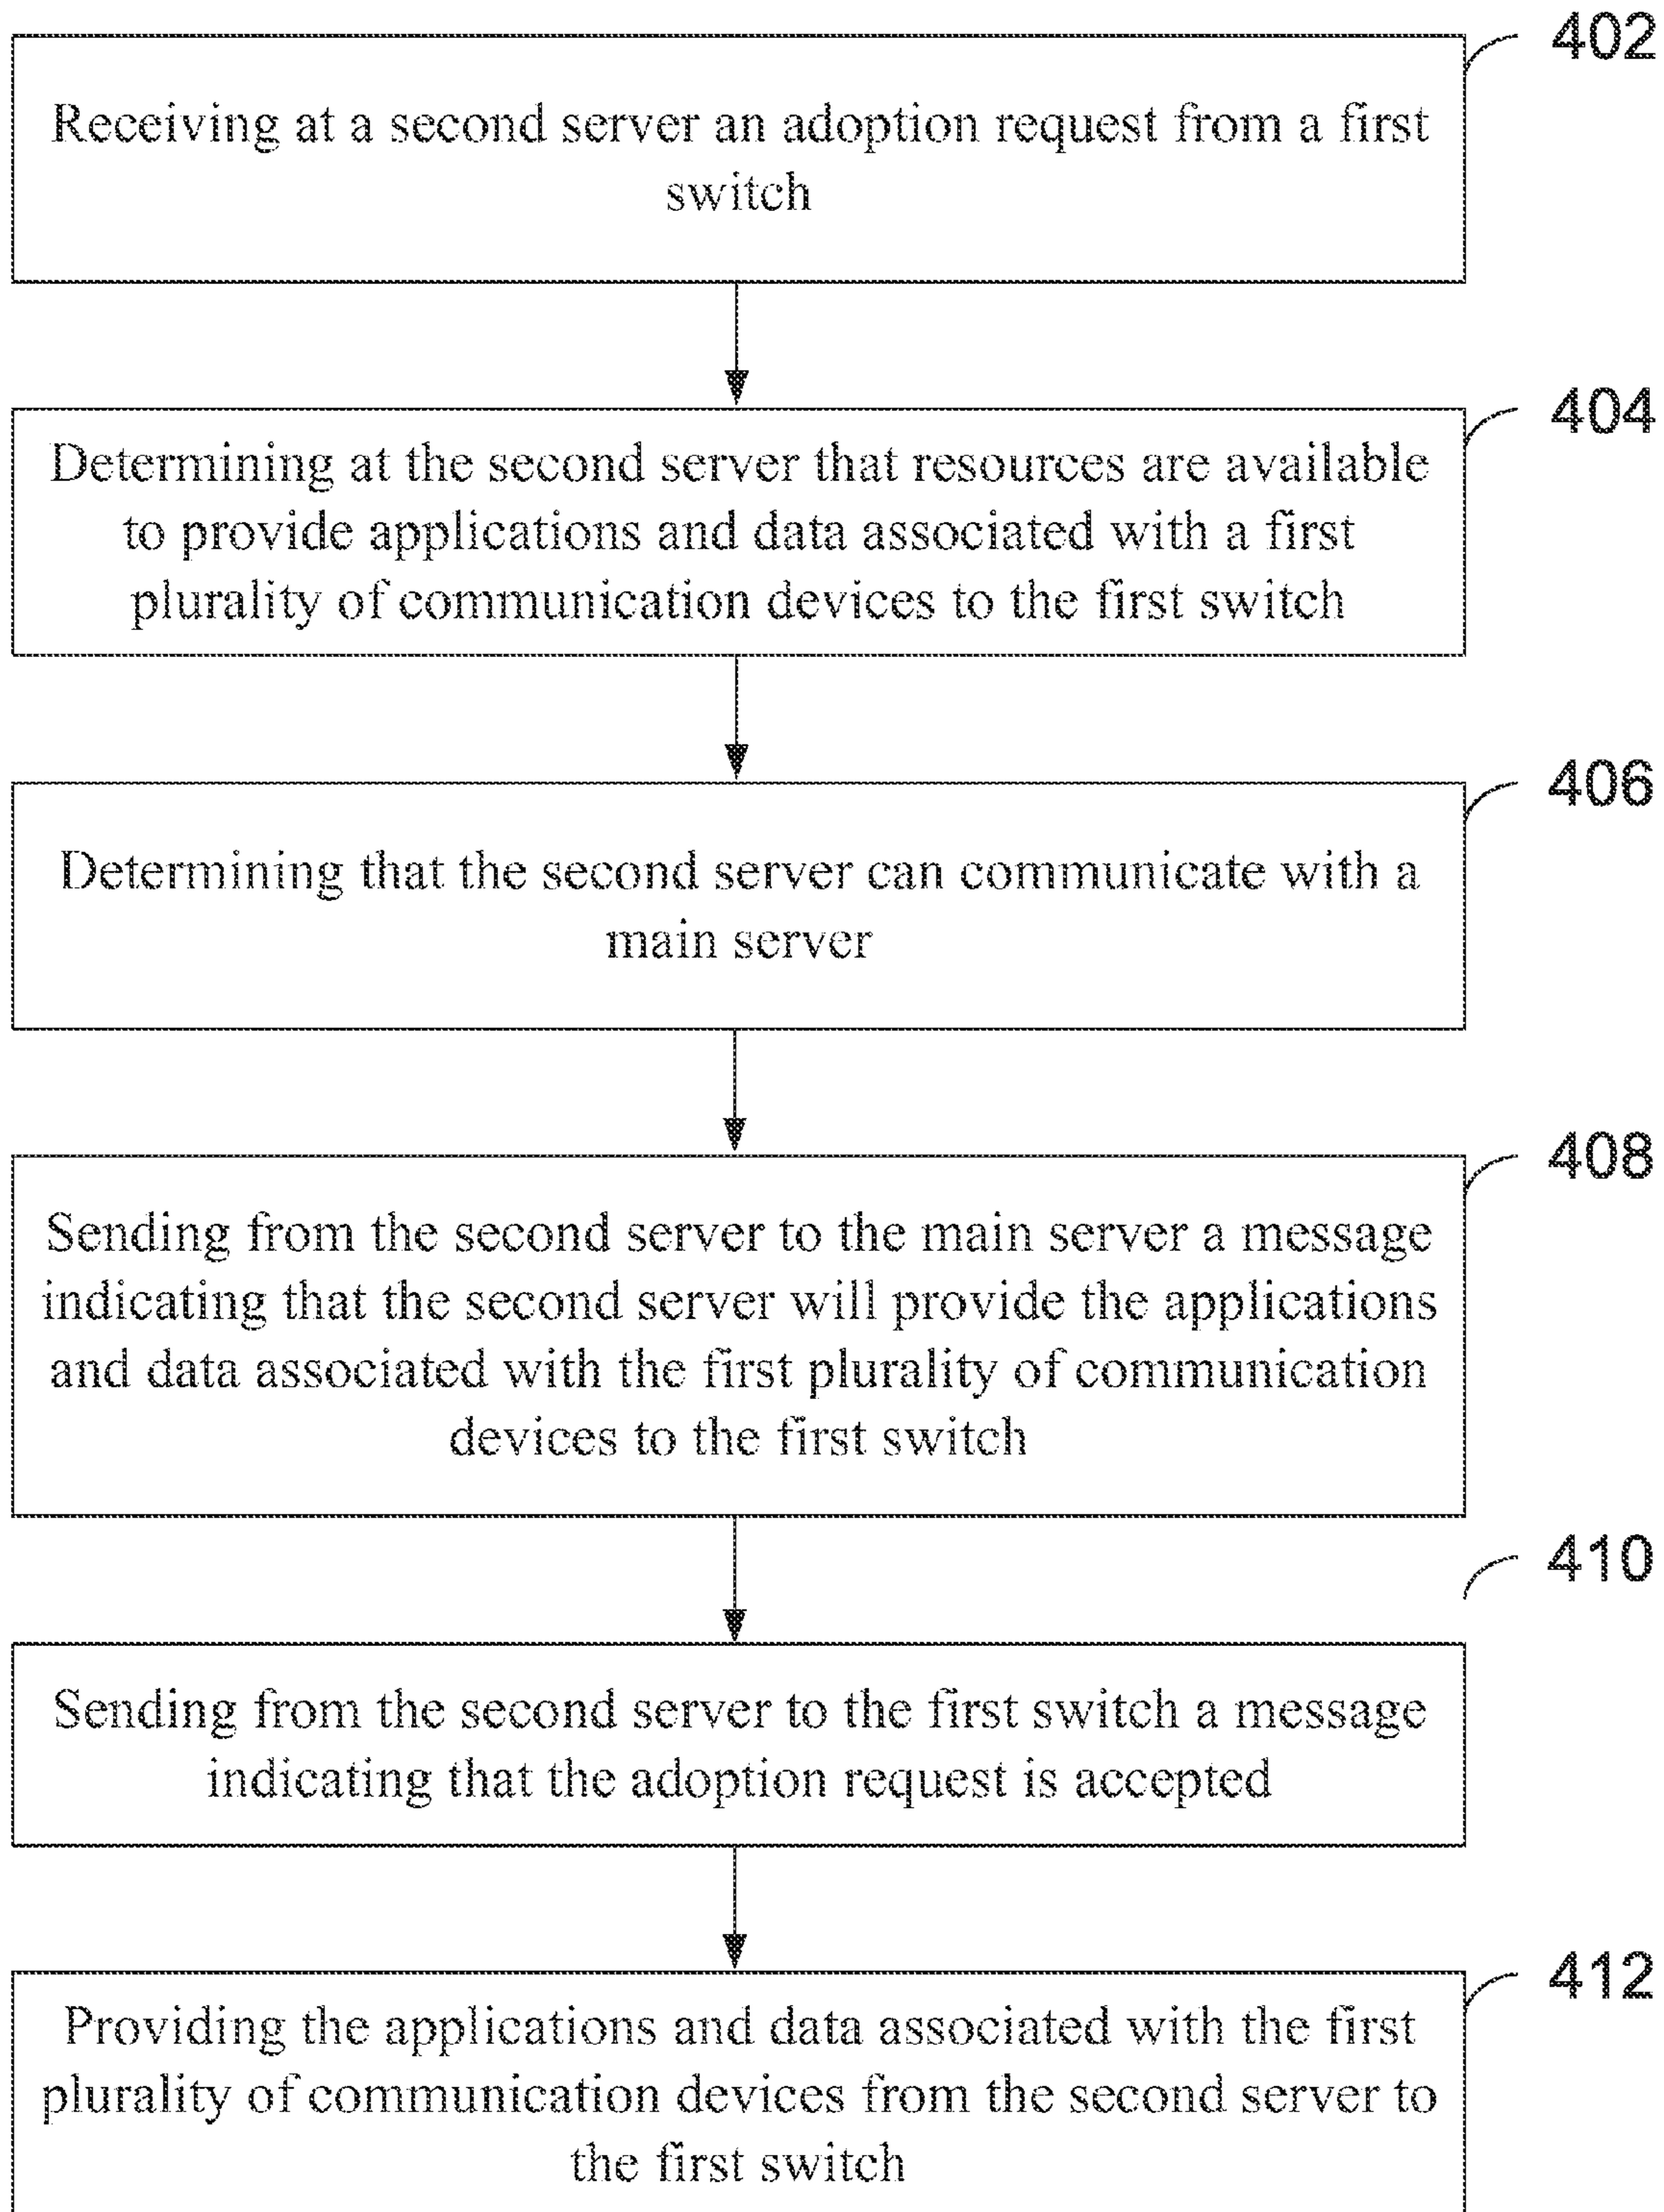 402
Receiving at a second server an adoption request from a first
switch
404
Determining at the second server that resources are available
to provide applications and data associated with a first
plurality of communication devices to the first switch
406
Determining that the second server can communicate with a
main server
408
Sending from the second server to the main server a message
indicating that the second server will provide the applications
and data associated with the first plurality of communication
devices to the first switch
410
Sending from the second server to the first switch a message
indicating that the adoption request is accepted
412
Providing the applications and data associated with the first
plurality of communication devices from the second server to
the first switch